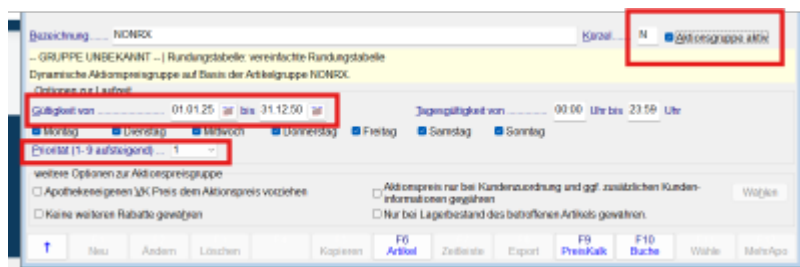 Bezeichnung ...... NONRX Kürzel ... N Aktionsgruppe aktiv
-- GRUPPE UNBEKANNT -- | Rundungstabelle: vereinfachte Rundungstabelle
Dynamische Aktionspreisgruppe auf Basis der Artikelgruppe NONRX.
Optionen zur Laufzeit
Gültigkeit von ............... 01.01.25 bis 31.12.50 Tagesgültigkeit von ............ 00:00 Uhr bis 23:59 Uhr
Montag Dienstag Mittwoch Donnerstag Freitag Samstag Sonntag
Priorität (1- 9 aufsteigend) ... 1
weitere Optionen zur Aktionspreisgruppe
Apothekeneigenen VK Preis dem Aktionspreis vorziehen Aktionspreis nur bei Kundenzuordnung und ggf. zusätzlichen Kunden- Wählen
informationen gewähren
Keine weiteren Rabatte gewähren Nur bei Lagerbestand des betroffenen Artikels gewähren.
F6 F9 F10
↑ Neu Ändern Löschen Kopieren Artikel Zeitleiste Export PreisKalk Buche Wähle MehrApo